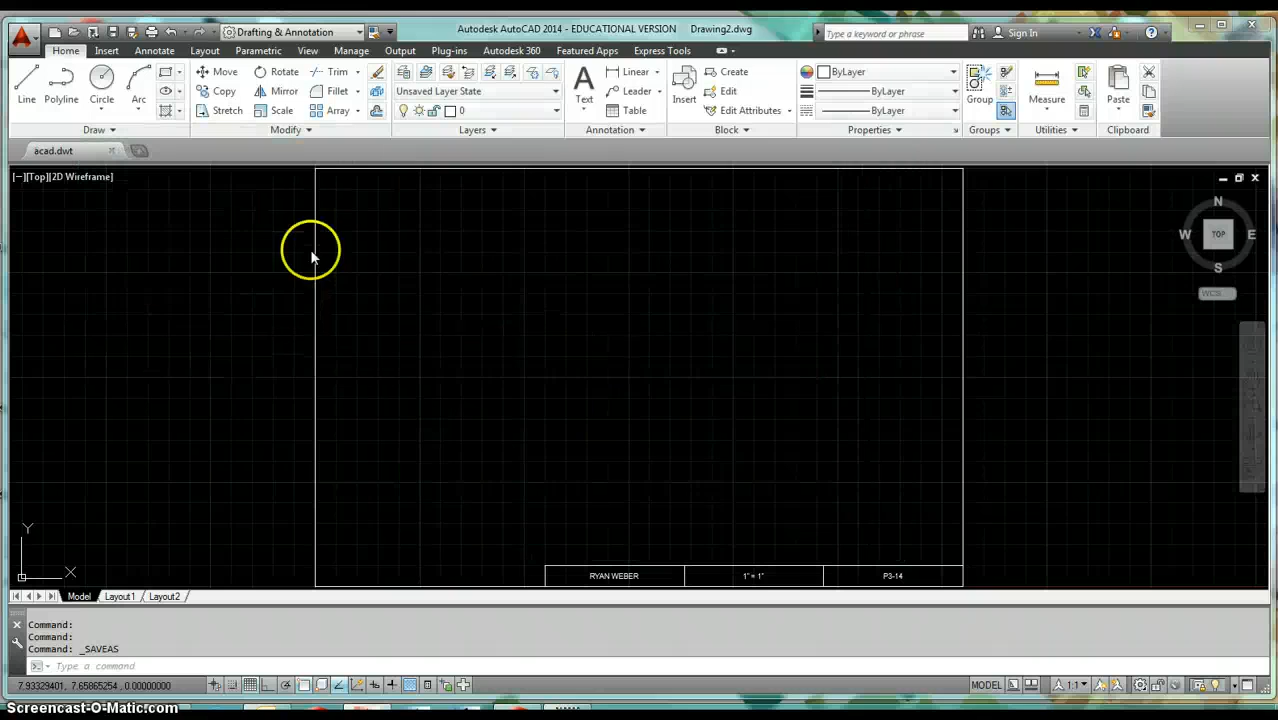 Drafting & Annotation
Autodesk AutoCAD 2014 - EDUCATIONAL VERSION Drawing2.dwg
Type a keyword or phrase
Sign In
Home Insert Annotate Layout Parametric View Manage Output Plug-ins Autodesk 360 Featured Apps Express Tools
Move Rotate Trim Linear Create ByLayer
Line Polyline Circle Arc Copy Mirror Fillet Unsaved Layer State Text Leader Insert Edit ByLayer Group Measure Paste
Stretch Scale Array 0 Table Edit Attributes ByLayer
Draw Modify Layers Annotation Block Properties Groups Utilities Clipboard
acad.dwt
[−][Top][2D Wireframe]
N
W TOP E
S
WCS
Y
X
RYAN WEBER 1" = 1" P3-14
Model Layout1 Layout2
Command:
Command:
Command: _SAVEAS
Type a command
7.93329401, 7.65865254, 0.00000000 MODEL 1:1
Screencast-O-Matic.com